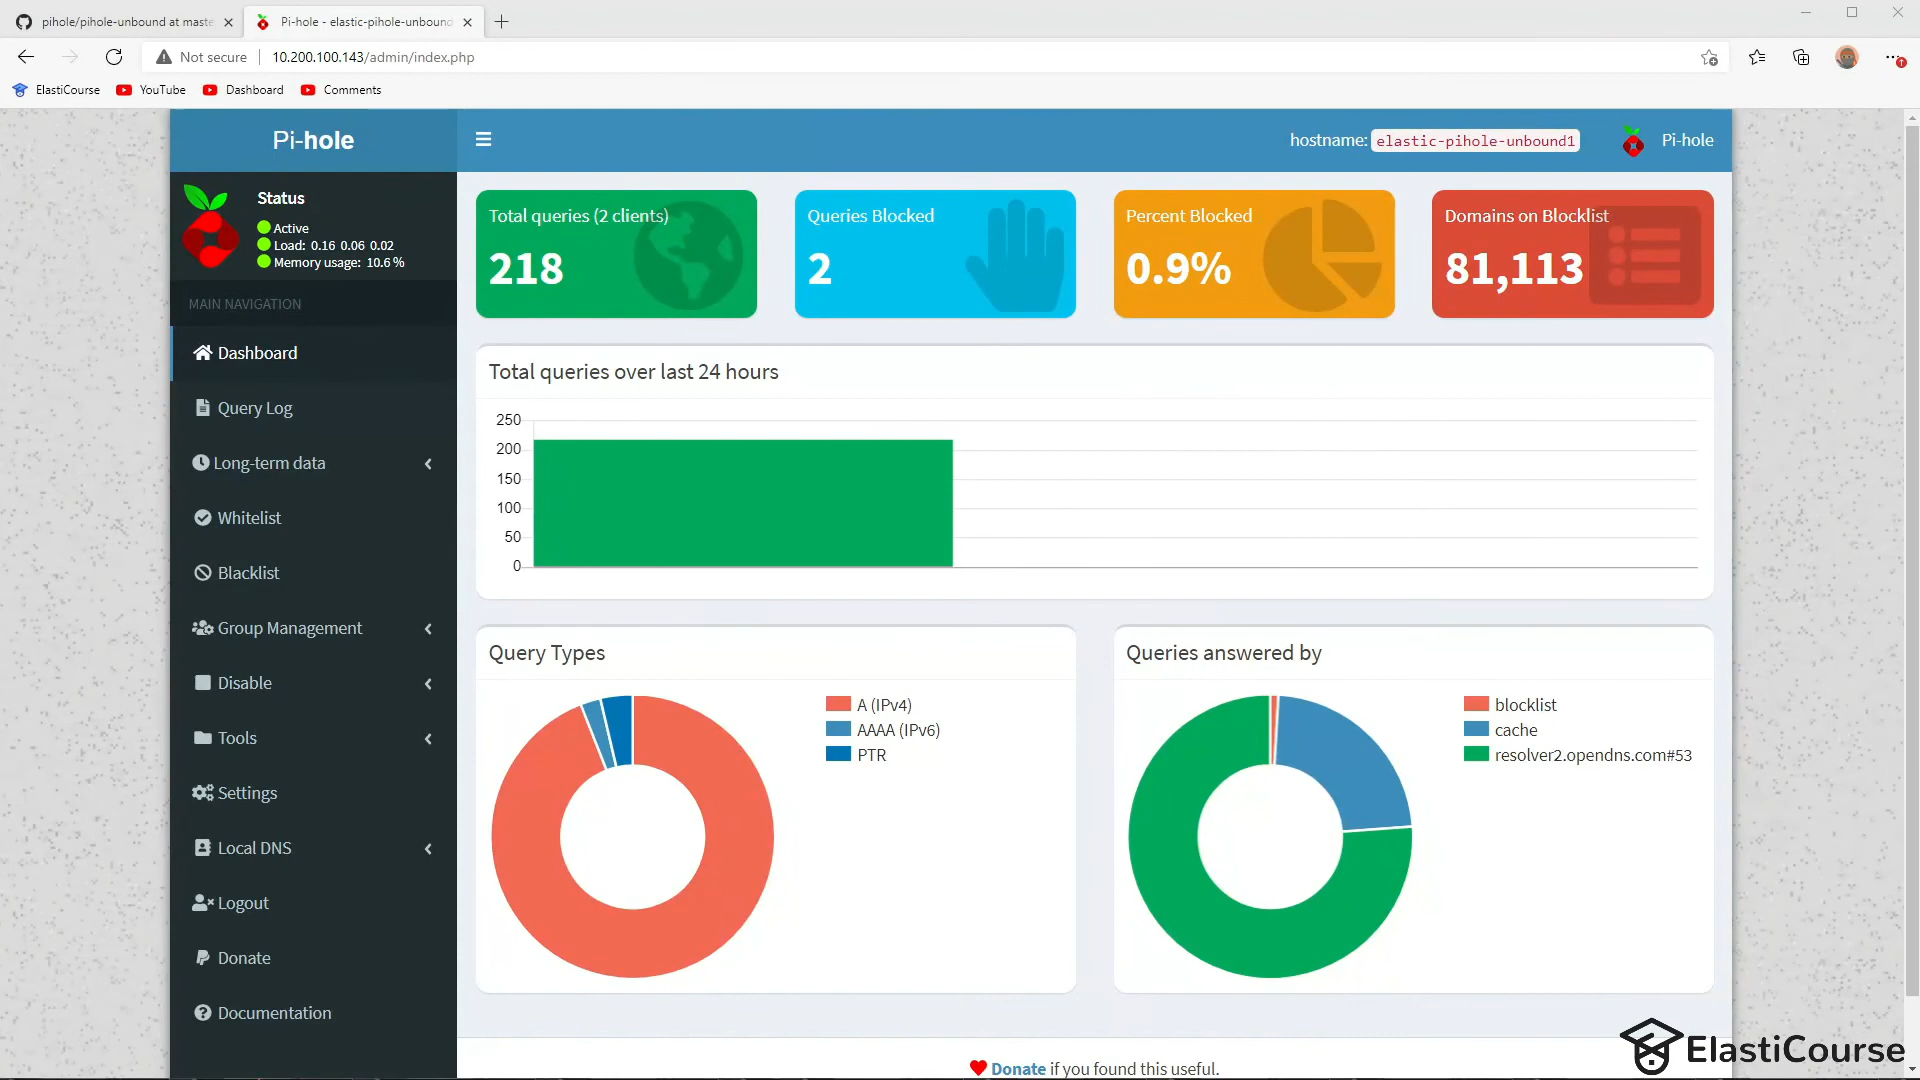 pihole/pihole-unbound at maste
Pi-hole - elastic-pihole-unbound
Not secure
10.200.100.143/admin/index.php
ElastiCourse
YouTube
Dashboard
Comments
Pi-hole
hostname: elastic-pihole-unbound1
Pi-hole
Status
Active
Load: 0.16 0.06 0.02
Memory usage: 10.6 %
MAIN NAVIGATION
Dashboard
Query Log
Long-term data
Whitelist
Blacklist
Group Management
Disable
Tools
Settings
Local DNS
Logout
Donate
Documentation
Total queries (2 clients)
218
Queries Blocked
2
Percent Blocked
0.9%
Domains on Blocklist
81,113
Total queries over last 24 hours
250
200
150
100
50
0
Query Types
A (IPv4)
AAAA (IPv6)
PTR
Queries answered by
blocklist
cache
resolver2.opendns.com#53
Donate if you found this useful.
ElastiCourse